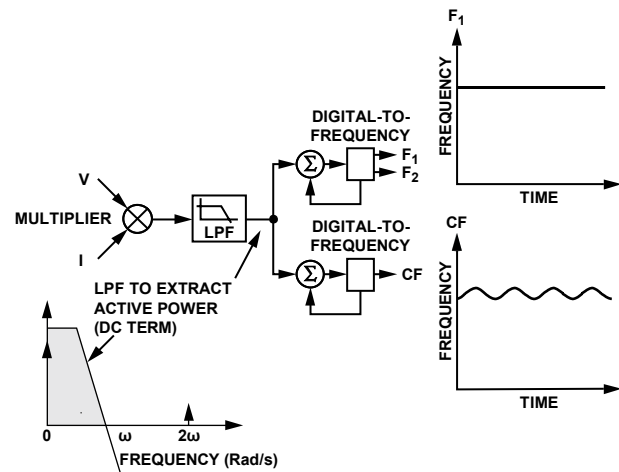 F1
FREQUENCY
TIME
DIGITAL-TO-
FREQUENCY
Σ
F1
F2
V
MULTIPLIER
I
LPF
DIGITAL-TO-
FREQUENCY
Σ
CF
CF
FREQUENCY
TIME
LPF TO EXTRACT
ACTIVE POWER
(DC TERM)
0
ω
2ω
FREQUENCY (Rad/s)